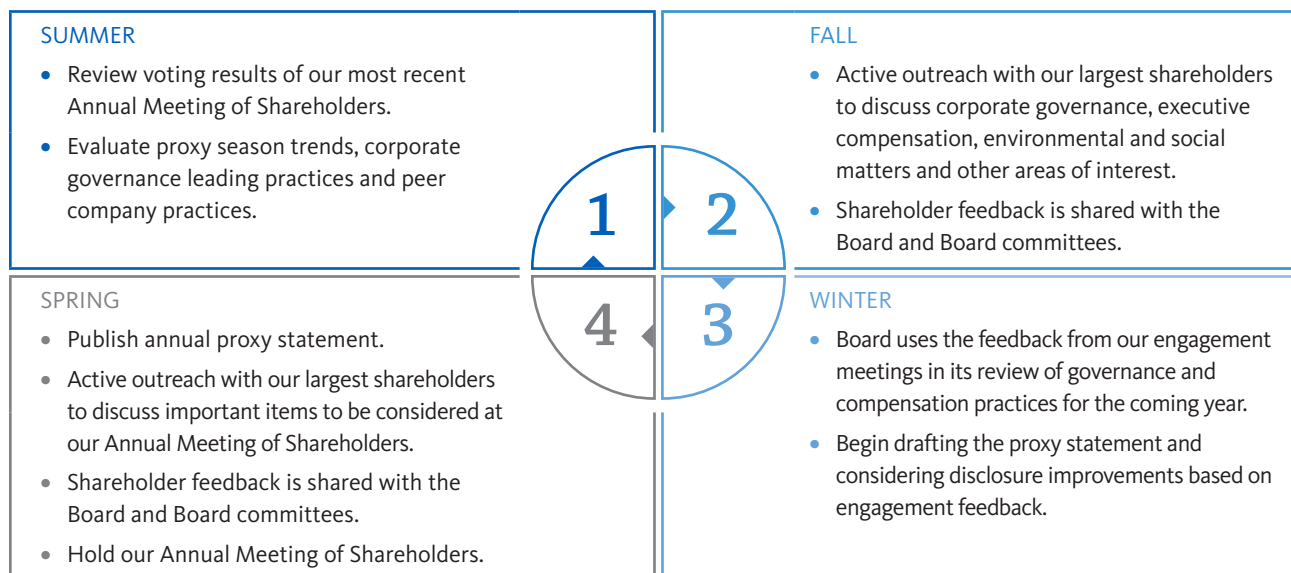 SUMMER
• Review voting results of our most recent
Annual Meeting of Shareholders.
• Evaluate proxy season trends, corporate
governance leading practices and peer
company practices.
1
2
FALL
• Active outreach with our largest shareholders
to discuss corporate governance, executive
compensation, environmental and social
matters and other areas of interest.
• Shareholder feedback is shared with the
Board and Board committees.
3
WINTER
• Board uses the feedback from our engagement
meetings in its review of governance and
compensation practices for the coming year.
• Begin drafting the proxy statement and
considering disclosure improvements based on
engagement feedback.
4
SPRING
• Publish annual proxy statement.
• Active outreach with our largest shareholders
to discuss important items to be considered at
our Annual Meeting of Shareholders.
• Shareholder feedback is shared with the
Board and Board committees.
• Hold our Annual Meeting of Shareholders.